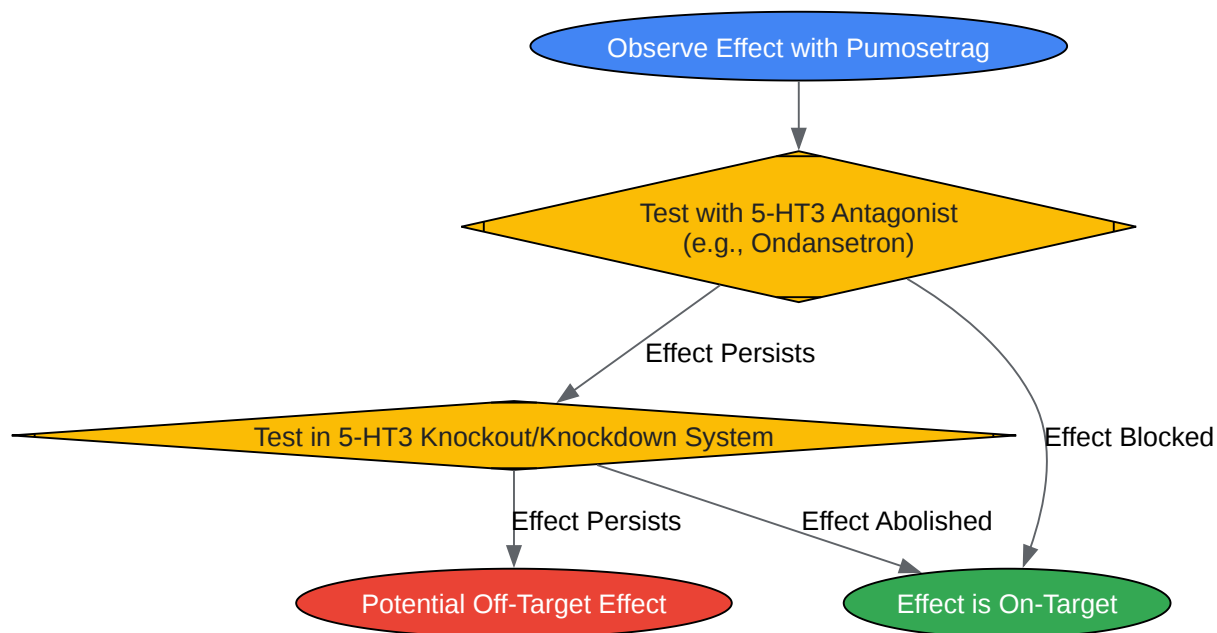 Observe Effect with Pumosetrag
Test with 5-HT3 Antagonist
(e.g., Ondansetron)
Effect Persists
Test in 5-HT3 Knockout/Knockdown System
Effect Blocked
Effect Persists
Effect Abolished
Potential Off-Target Effect
Effect is On-Target